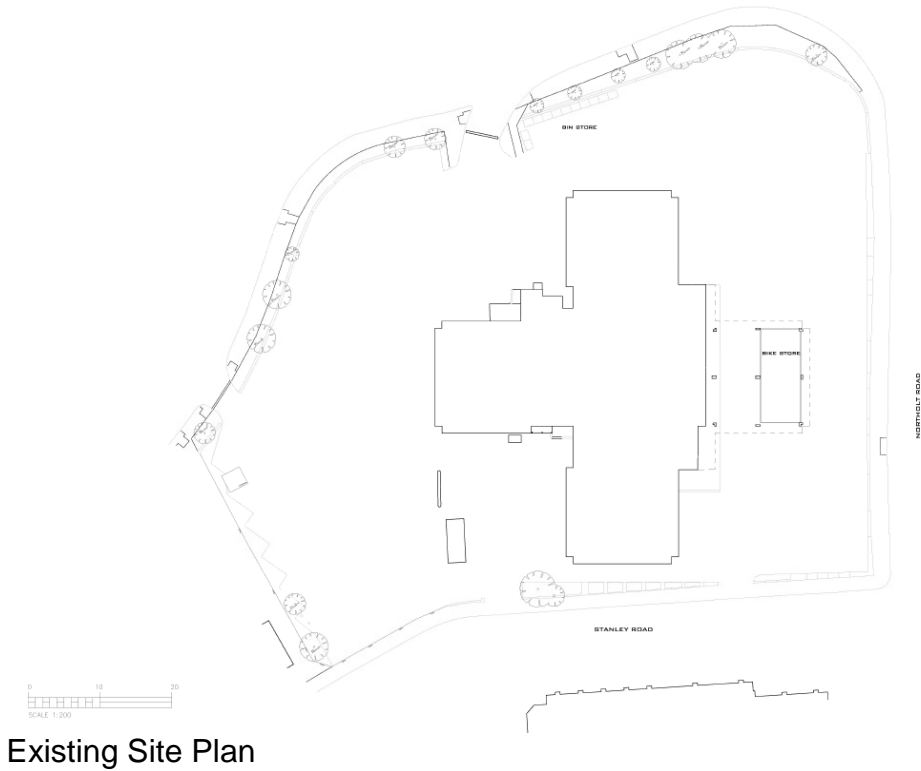 BIN STORE
BIKE STORE
NORTHOLT ROAD
STANLEY ROAD
0 10 20
SCALE 1:200
Existing Site Plan